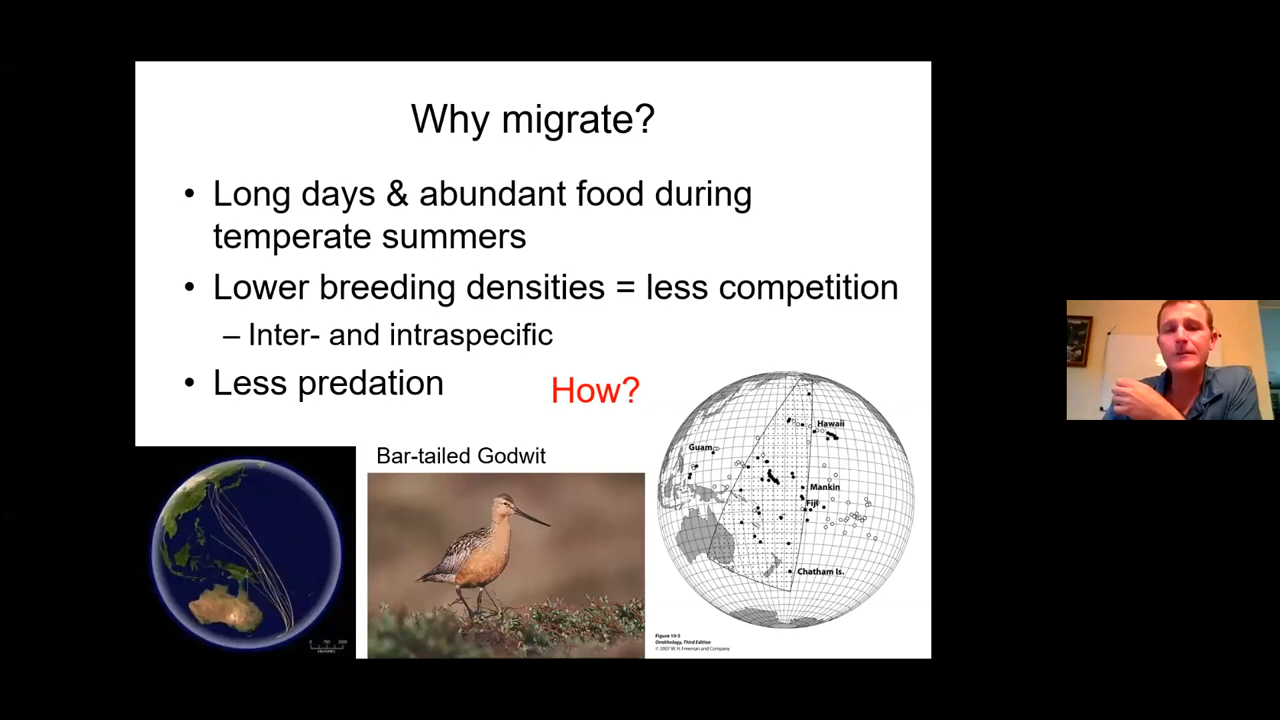 Why migrate?
• Long days & abundant food during
temperate summers
• Lower breeding densities = less competition
– Inter- and intraspecific
• Less predation
How?
Bar-tailed Godwit
Hawaii
Guam
Mankin
Fiji
Chatham Is.
Figure 10-5
Ornithology, Third Edition
© 2007 W.H. Freeman and Company